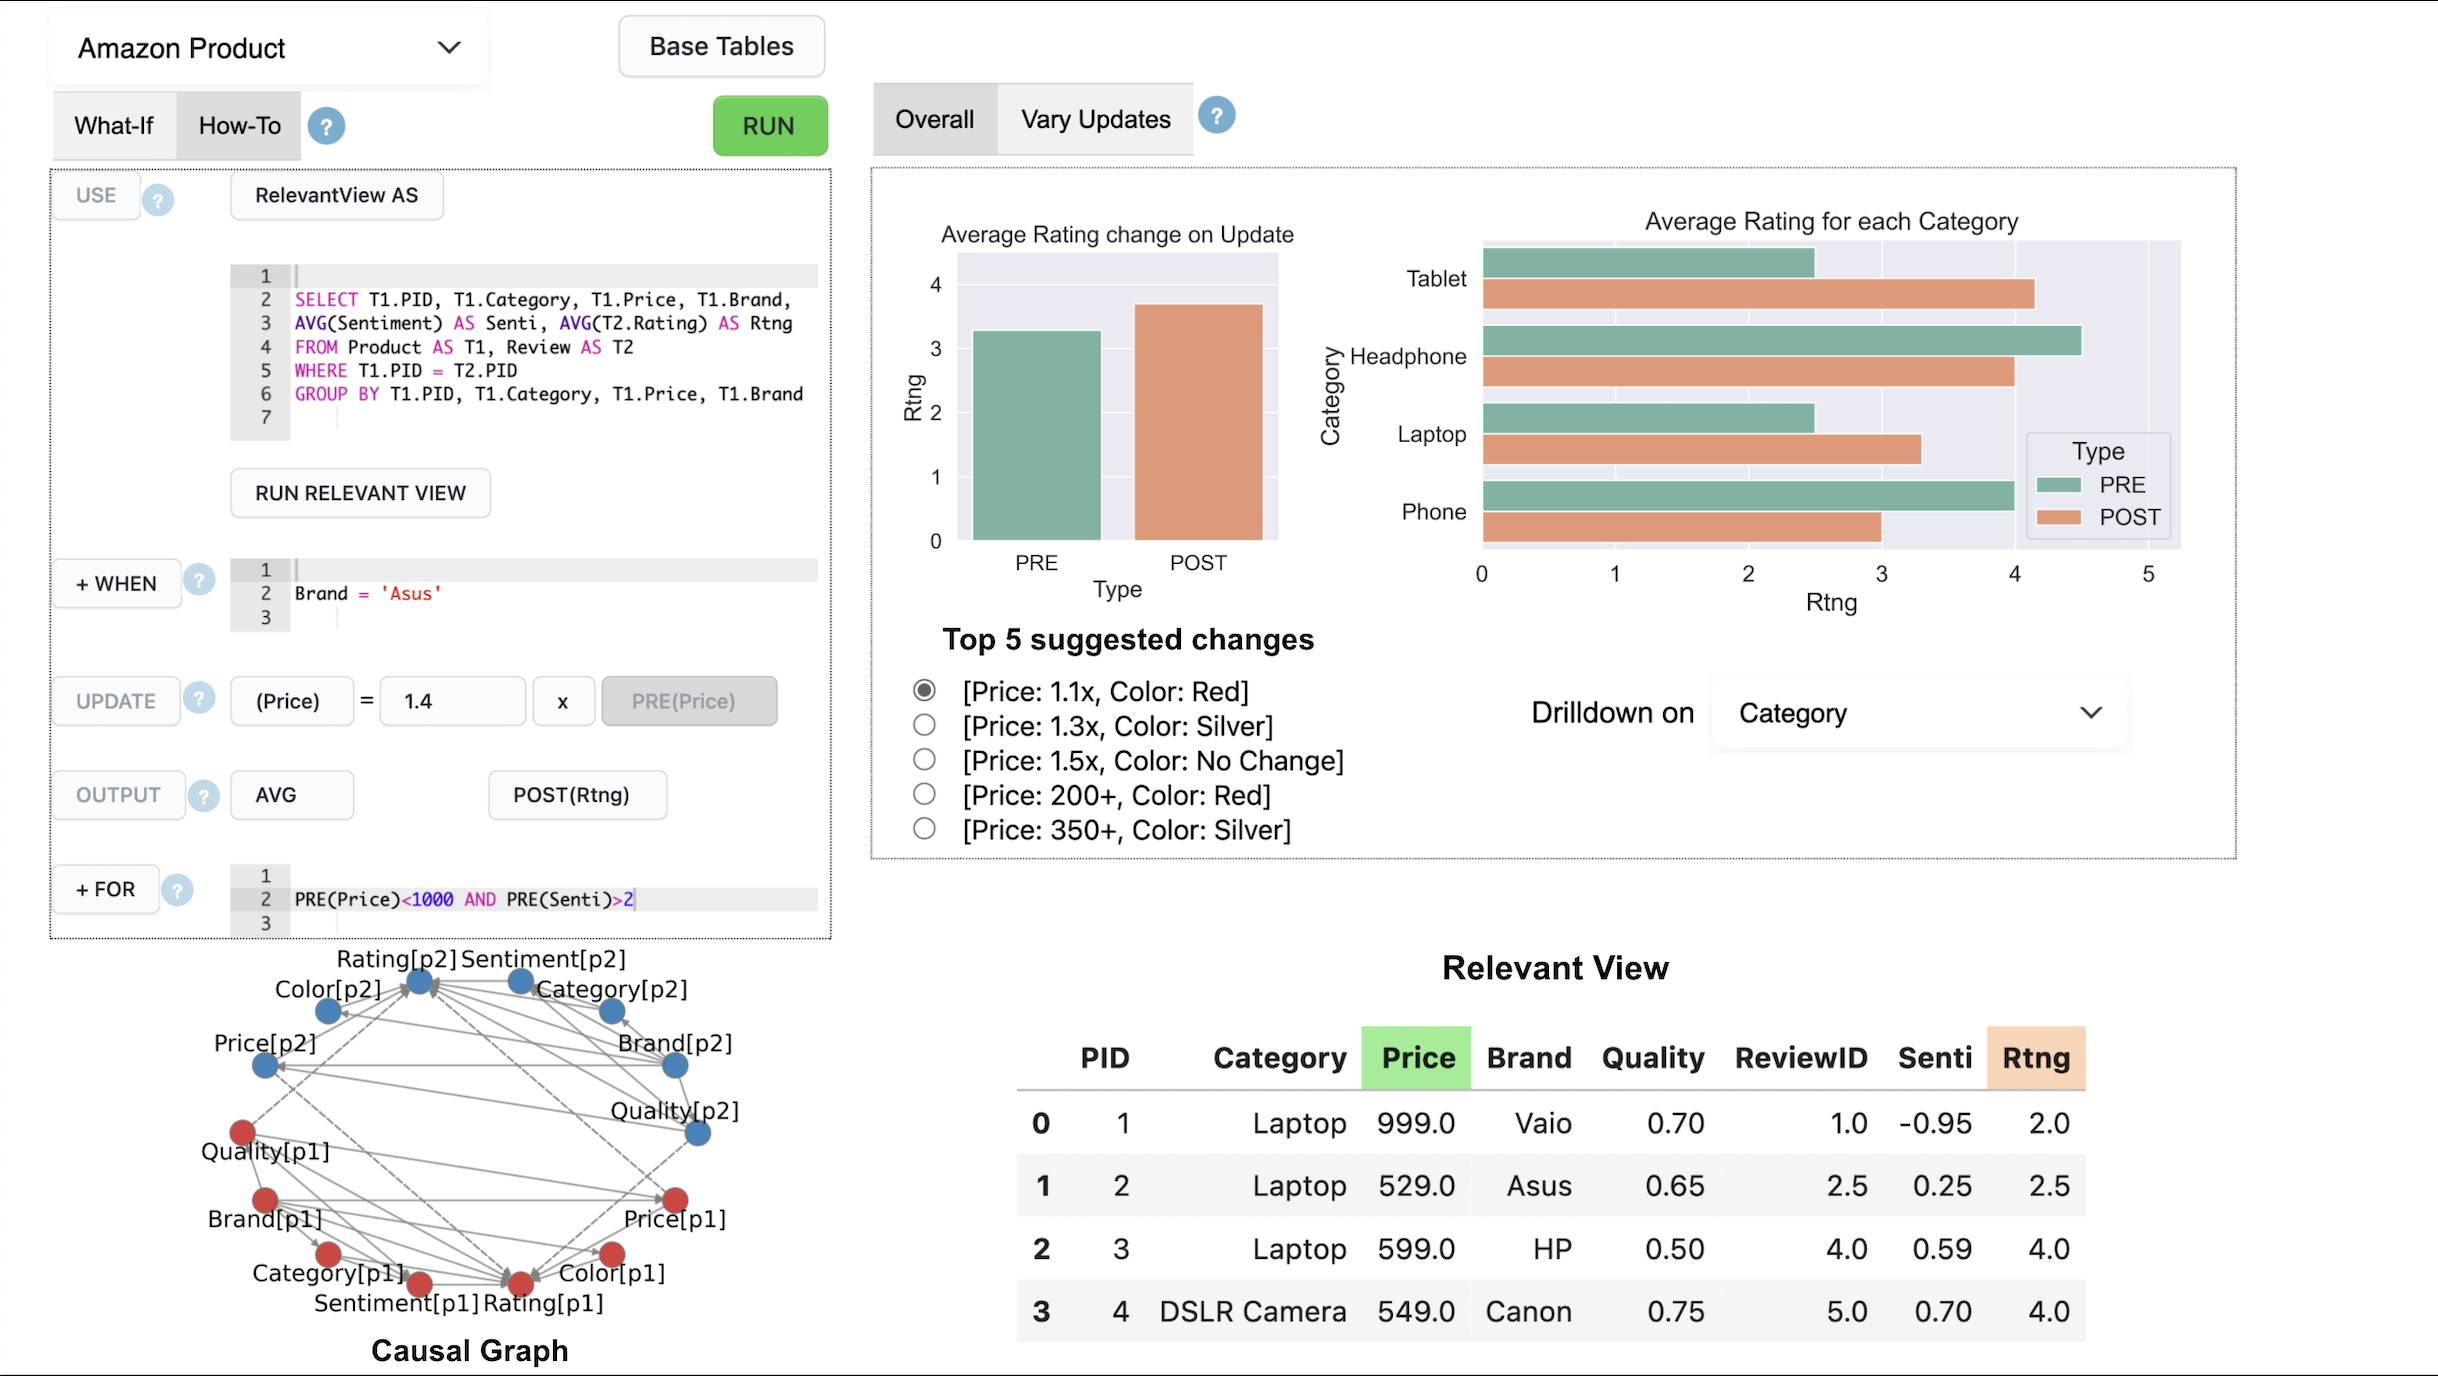 Amazon Product
Base Tables
What-If How-To ?
RUN
USE ? RelevantView AS
1
2 SELECT T1.PID, T1.Category, T1.Price, T1.Brand,
3 AVG(Sentiment) AS Senti, AVG(T2.Rating) AS Rtng
4 FROM Product AS T1, Review AS T2
5 WHERE T1.PID = T2.PID
6 GROUP BY T1.PID, T1.Category, T1.Price, T1.Brand
7
RUN RELEVANT VIEW
+ WHEN ?
1
2 Brand = 'Asus'
3
UPDATE ? (Price) = 1.4 x PRE(Price)
OUTPUT ? AVG POST(Rtng)
+ FOR ?
1
2 PRE(Price)<1000 AND PRE(Senti)>2
3
Rating[p2] Sentiment[p2]
Color[p2] Category[p2]
Price[p2] Brand[p2]
Quality[p2]
Quality[p1]
Brand[p1] Price[p1]
Category[p1] Color[p1]
Sentiment[p1] Rating[p1]
Causal Graph
Overall Vary Updates ?
Average Rating change on Update
4
3
2
1
0
Rtng
PRE POST
Type
Average Rating for each Category
Category
Tablet
Headphone
Laptop
Phone
Type
PRE
POST
0 1 2 3 4 5
Rtng
Top 5 suggested changes
[Price: 1.1x, Color: Red]
[Price: 1.3x, Color: Silver]
[Price: 1.5x, Color: No Change]
[Price: 200+, Color: Red]
[Price: 350+, Color: Silver]
Drilldown on Category
Relevant View
PID Category Price Brand Quality ReviewID Senti Rtng
0 1 Laptop 999.0 Vaio 0.70 1.0 -0.95 2.0
1 2 Laptop 529.0 Asus 0.65 2.5 0.25 2.5
2 3 Laptop 599.0 HP 0.50 4.0 0.59 4.0
3 4 DSLR Camera 549.0 Canon 0.75 5.0 0.70 4.0